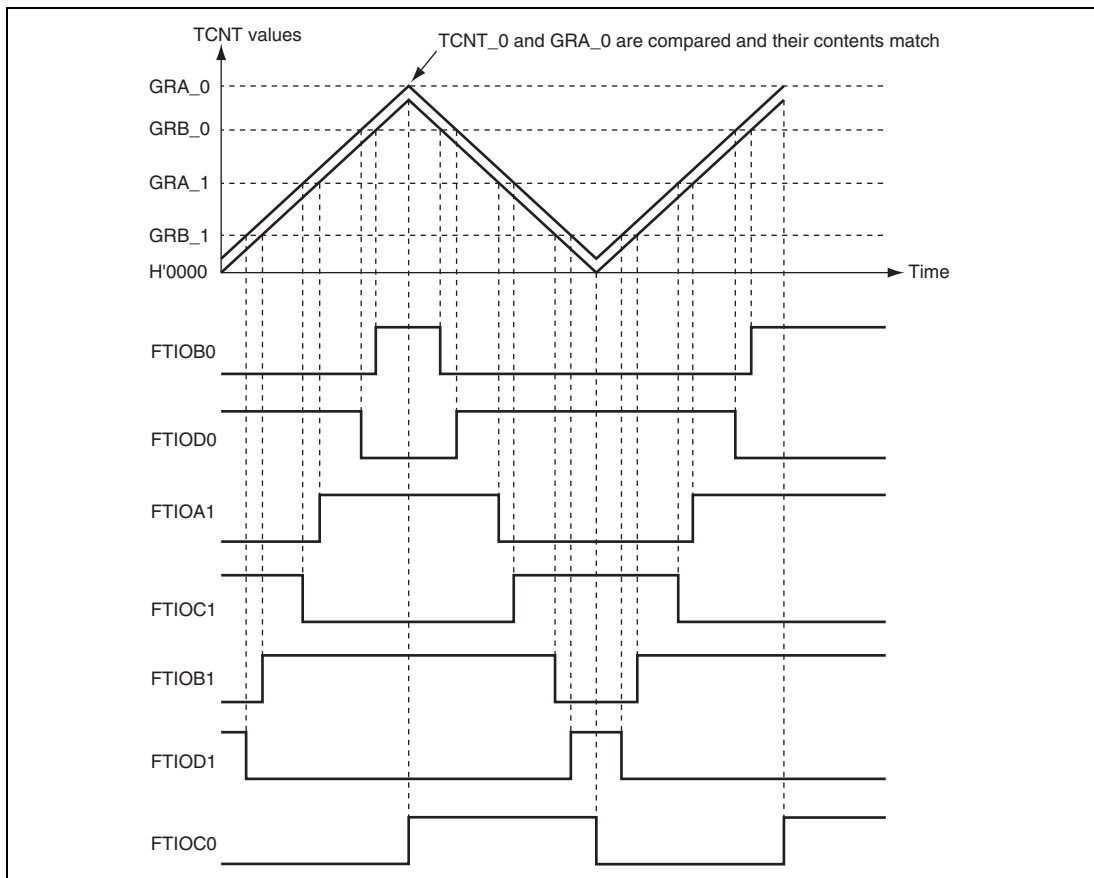 TCNT values
TCNT_0 and GRA_0 are compared and their contents match
GRA_0
GRB_0
GRA_1
GRB_1
H'0000
Time
FTIOB0
FTIOD0
FTIOA1
FTIOC1
FTIOB1
FTIOD1
FTIOC0